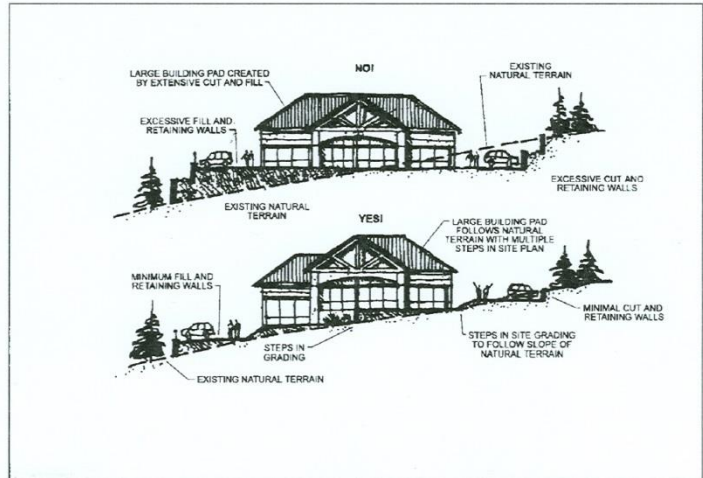 NO!
LARGE BUILDING PAD CREATED
BY EXTENSIVE CUT AND FILL
EXISTING
NATURAL TERRAIN
EXCESSIVE FILL AND
RETAINING WALLS
EXCESSIVE CUT AND
RETAINING WALLS
EXISTING NATURAL
TERRAIN
YES!
LARGE BUILDING PAD
FOLLOWS NATURAL
TERRAIN WITH MULTIPLE
STEPS IN SITE PLAN
MINIMUM FILL AND
RETAINING WALLS
MINIMAL CUT AND
RETAINING WALLS
STEPS IN
GRADING
STEPS IN SITE GRADING
TO FOLLOW SLOPE OF
NATURAL TERRAIN
EXISTING NATURAL TERRAIN